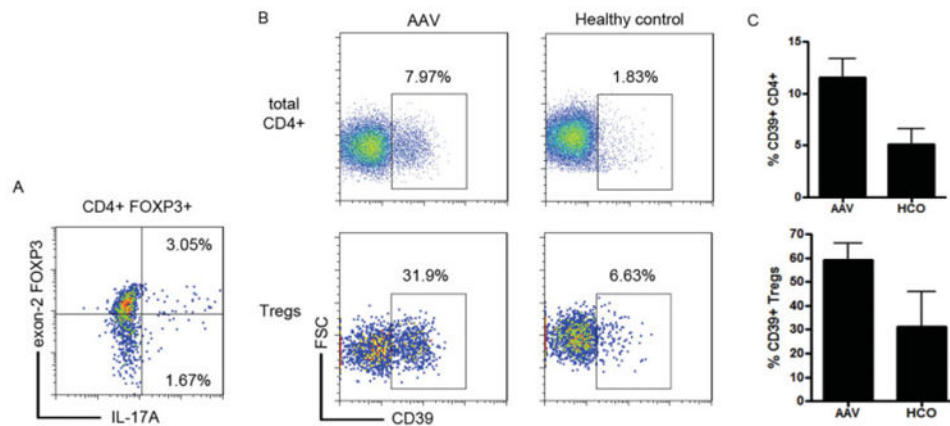 A
CD4+ FOXP3+
3.05%
1.67%
exon-2 FOXP3
IL-17A
B
AAV
Healthy control
total
CD4+
7.97%
1.83%
Tregs
31.9%
6.63%
FSC
CD39
C
% CD39+ CD4+
15
10
5
0
AAV
HCO
% CD39+ Tregs
70
60
50
40
30
20
10
0
AAV
HCO